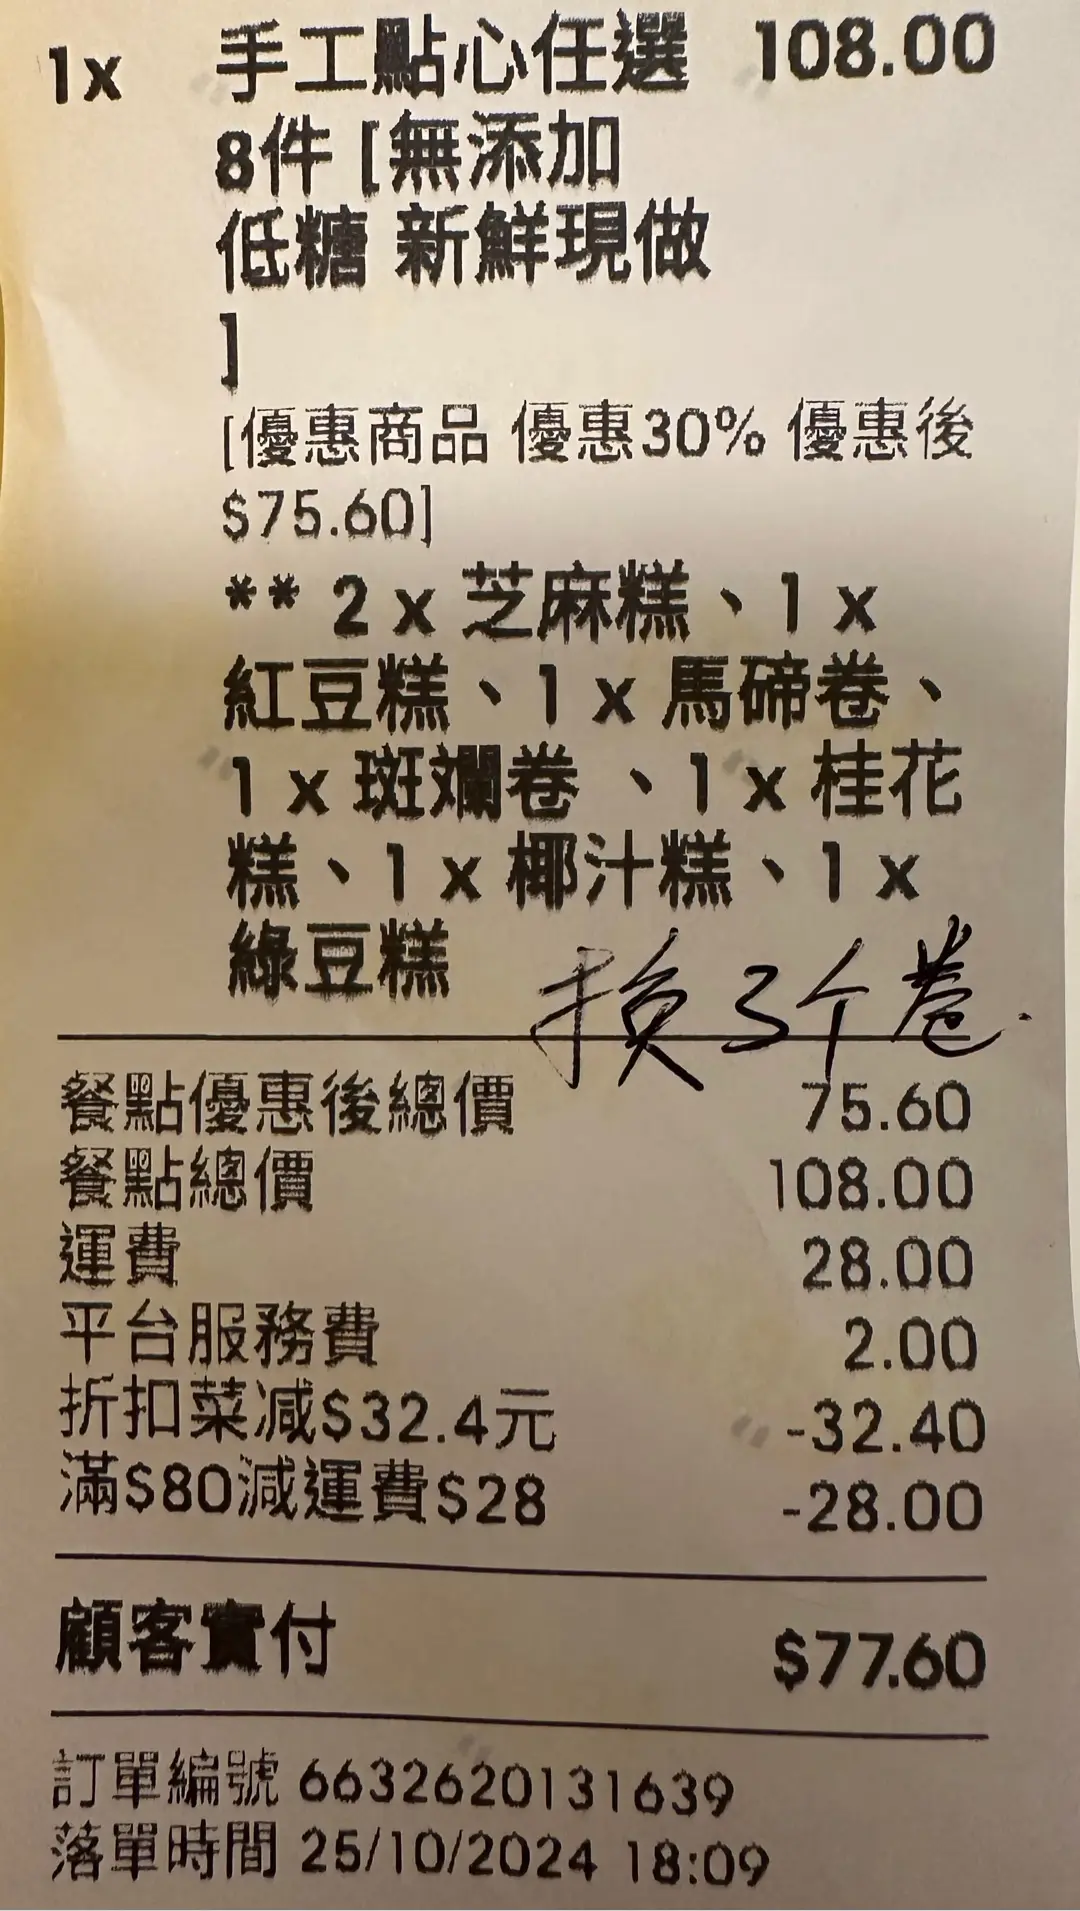 1x 手工點心任選 108.00
8件 [無添加
低糖 新鮮現做
]
[優惠商品 優惠30% 優惠後
$75.60]
** 2 x 芝麻糕、1 x
紅豆糕、1 x 馬碲卷、
1 x 斑斕卷 、1 x 桂花
糕、1 x 椰汁糕、1 x
綠豆糕
换3个卷.
餐點優惠後總價 75.60
餐點總價 108.00
運費 28.00
平台服務費 2.00
折扣菜減$32.4元 -32.40
滿$80減運費$28 -28.00
顧客實付 $77.60
訂單編號 6632620131639
落單時間 25/10/2024 18:09